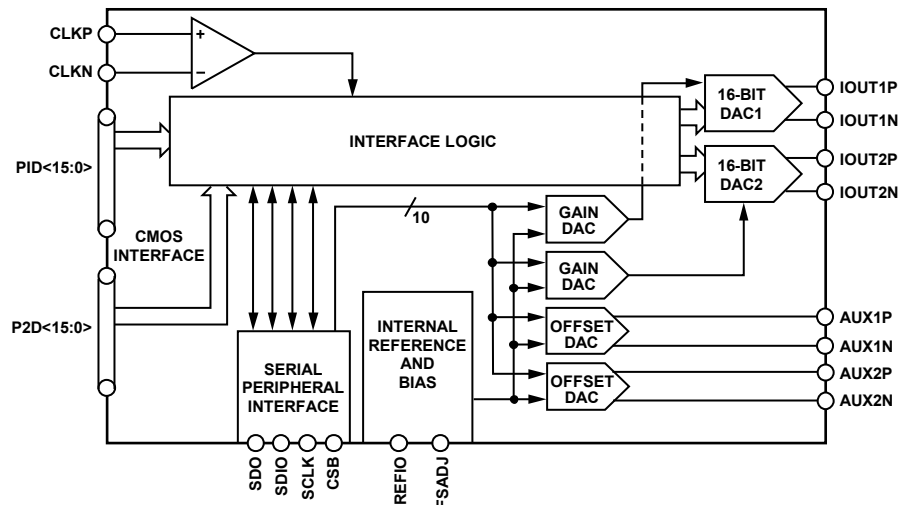 CLKP
CLKN
+
−
INTERFACE LOGIC
PID<15:0>
CMOS
INTERFACE
P2D<15:0>
16-BIT
DAC1
IOUT1P
IOUT1N
16-BIT
DAC2
IOUT2P
IOUT2N
10
GAIN
DAC
GAIN
DAC
OFFSET
DAC
OFFSET
DAC
AUX1P
AUX1N
AUX2P
AUX2N
SERIAL
PERIPHERAL
INTERFACE
INTERNAL
REFERENCE
AND
BIAS
SDO
SDIO
SCLK
CSB
REFIO
FSADJ